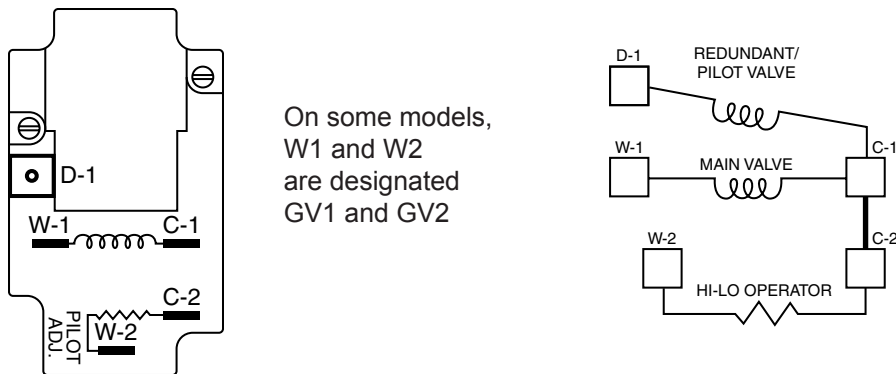 D-1
W-1
C-1
C-2
W-2
PILOT
ADJ.
On some models,
W1 and W2
are designated
GV1 and GV2
REDUNDANT/
PILOT VALVE
D-1
W-1
MAIN VALVE
C-1
W-2
C-2
HI-LO OPERATOR